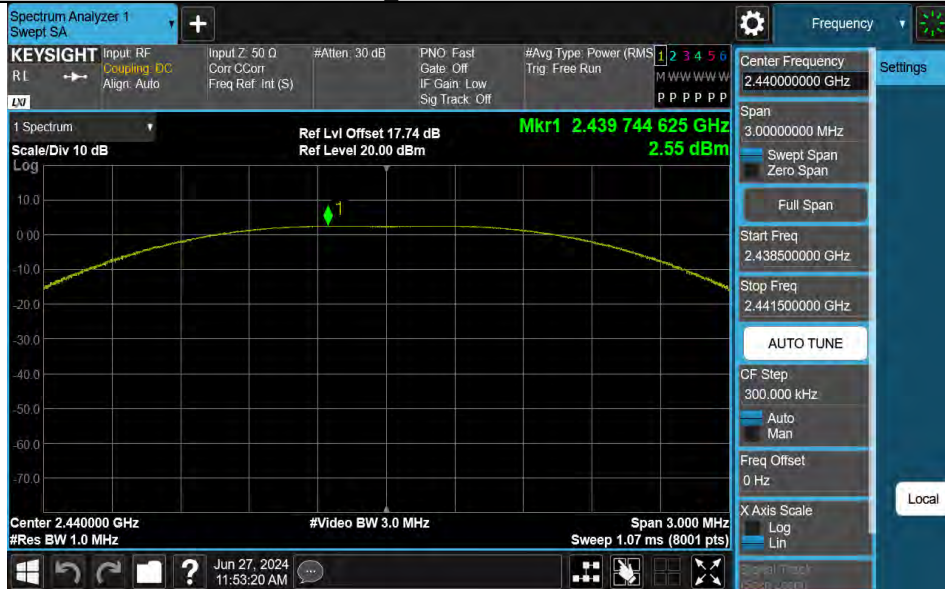 Spectrum Analyzer 1
Swept SA
+
Frequency
KEYSIGHT
Input: RF
Input Z: 50 Ω
#Atten: 30 dB
PNO: Fast
#Avg Type: Power (RMS
1 2 3 4 5 6
RL
Coupling: DC
Corr CCorr
Gate: Off
Trig: Free Run
Align: Auto
Freq Ref: Int (S)
IF Gain: Low
M W W W W W
LXI
Sig Track: Off
P P P P P P
1 Spectrum
Ref Lvl Offset 17.74 dB
Mkr1 2.439 744 625 GHz
Scale/Div 10 dB
Ref Level 20.00 dBm
2.55 dBm
Log
10.0
1
0.00
-10.0
-20.0
-30.0
-40.0
-50.0
-60.0
-70.0
Center 2.440000 GHz
#Video BW 3.0 MHz
Span 3.000 MHz
#Res BW 1.0 MHz
Sweep 1.07 ms (8001 pts)
?
Jun 27, 2024
11:53:20 AM
Center Frequency
2.440000000 GHz
Settings
Span
3.00000000 MHz
Swept Span
Zero Span
Full Span
Start Freq
2.438500000 GHz
Stop Freq
2.441500000 GHz
AUTO TUNE
CF Step
300.000 kHz
Auto
Man
Freq Offset
0 Hz
Local
X Axis Scale
Log
Lin
Signal Track
(Span Zoom)